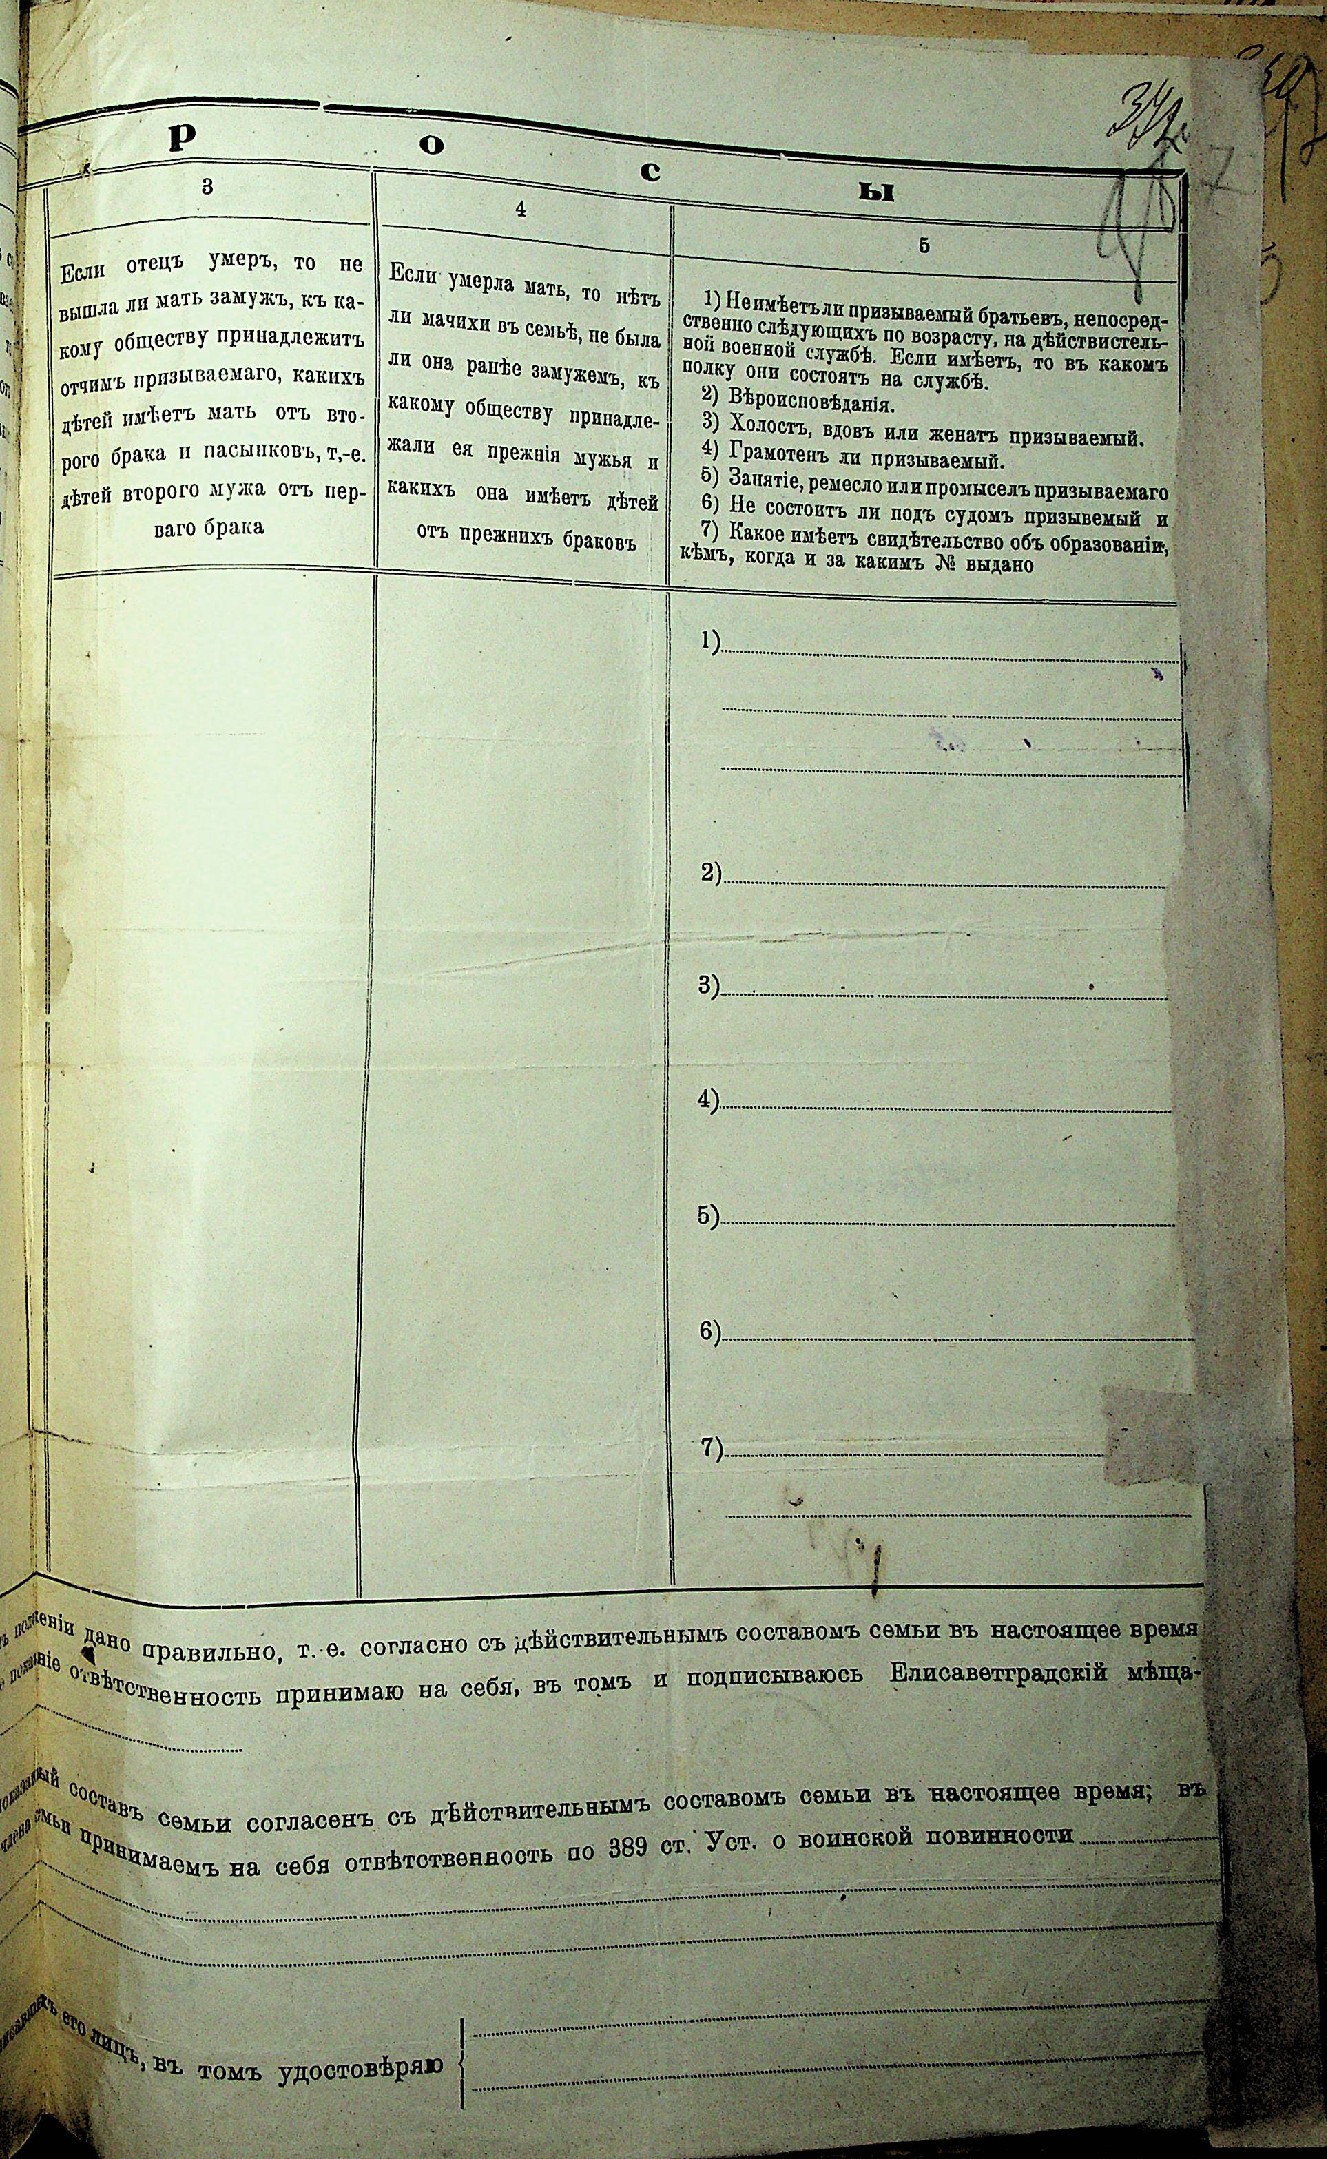 Р О С Ы
3
Если отецъ умеръ, то не
вышла ли мать замужъ, къ ка-
кому обществу принадлежитъ
отчимъ призываемаго, какихъ
дѣтей имѣетъ мать отъ вто-
рого брака и пасынковъ, т,-е.
дѣтей второго мужа отъ пер-
ваго брака
4
Если умерла мать, то нѣтъ
ли мачихи въ семьѣ, не была
ли она ранѣе замужемъ, къ
какому обществу принадле-
жали ея прежнія мужья и
какихъ она имѣетъ дѣтей
отъ прежнихъ браковъ
5
1) Не имѣетъ ли призываемый братьевъ, непосред-
ственно слѣдующихъ по возрасту, на дѣйствистель-
ной военной службѣ. Если имѣетъ, то въ какомъ
полку они состоятъ на службѣ.
2) Вѣроисповѣданія.
3) Холостъ, вдовъ или женатъ призываемый.
4) Грамотенъ ли призываемый.
5) Занятіе, ремесло или промыселъ призываемаго
6) Не состоитъ ли подъ судомъ призывемый и
7) Какое имѣетъ свидѣтельство объ образованіи,
кѣмъ, когда и за какимъ № выдано
1)
2)
3)
4)
5)
6)
7)
дано правильно, т. е. согласно съ дѣйствительнымъ составомъ семьи въ настоящее время
отвѣтственность принимаю на себя, въ томъ и подписываюсь Елисаветградскій мѣща-
составъ семьи согласенъ съ дѣйствительнымъ составомъ семьи въ настоящее время; въ
принимаемъ на себя отвѣтственность по 389 ст. Уст. о воинской повинности
его лицъ, въ томъ удостовѣряю